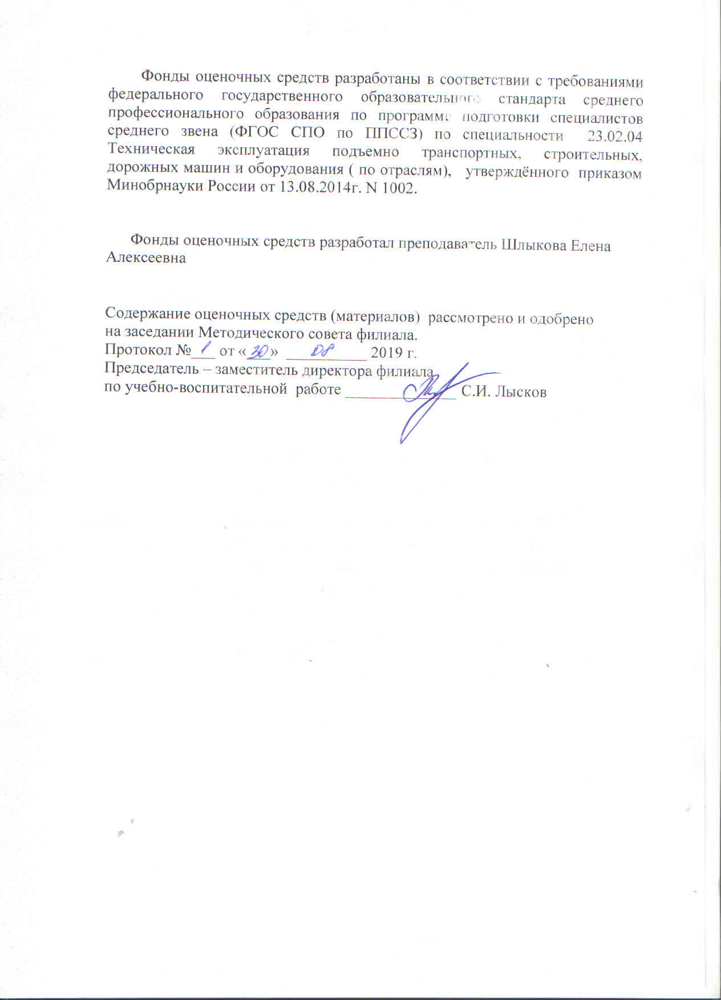 Фонды оценочных средств разработаны в соответствии с требованиями
федерального государственного образовательного стандарта среднего
профессионального образования по программе подготовки специалистов
среднего звена (ФГОС СПО по ППССЗ) по специальности 23.02.04
Техническая эксплуатация подъемно транспортных, строительных,
дорожных машин и оборудования ( по отраслям), утверждённого приказом
Минобрнауки России от 13.08.2014г. N 1002.
Фонды оценочных средств разработал преподаватель Шлыкова Елена
Алексеевна
Содержание оценочных средств (материалов) рассмотрено и одобрено
на заседании Методического совета филиала.
Протокол № 1 от «30» 08 2019 г.
Председатель – заместитель директора филиала
по учебно-воспитательной работе ______________ С.И. Лысков